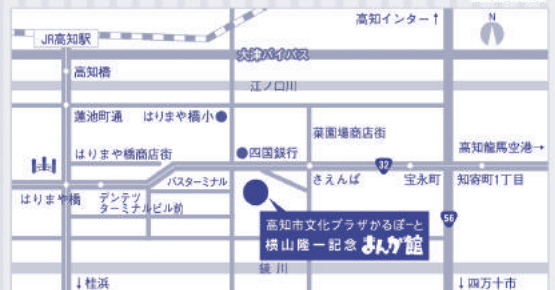 高知インター↑
N
JR高知駅
大津バイパス
高知橋
江ノ口川
蓮池町通
はりまや橋小
菜園場商店街
はりまや橋商店街
四国銀行
高知龍馬空港→
32
バスターミナル
さえんば
宝永町
知寄町1丁目
はりまや橋
デンテツ
ターミナルビル前
56
高知市文化プラザかるぽーと
横山隆一記念 まんが館
鏡川
↓桂浜
↓四万十市